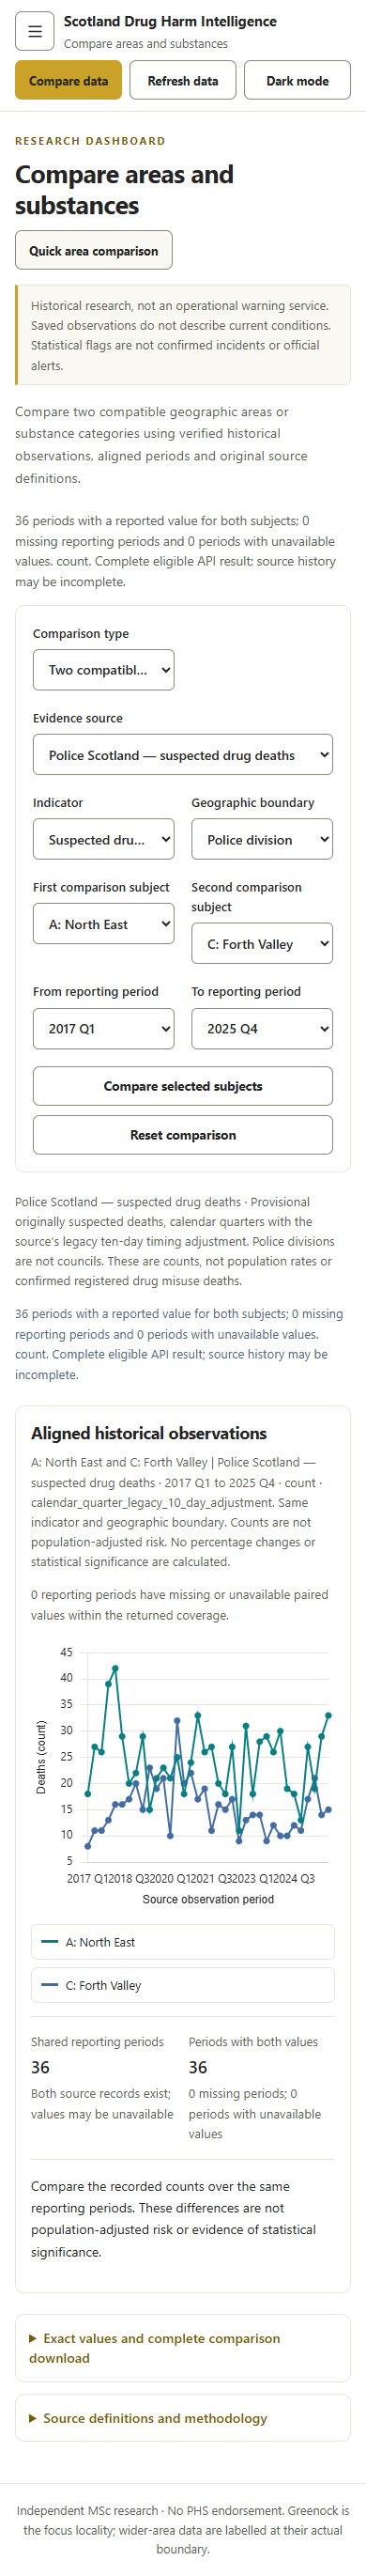 Scotland Drug Harm Intelligence
Compare areas and substances
Compare data
Refresh data
Dark mode
RESEARCH DASHBOARD
Compare areas and
substances
Quick area comparison
Historical research, not an operational warning service.
Saved observations do not describe current conditions.
Statistical flags are not confirmed incidents or official
alerts.
Compare two compatible geographic areas or
substance categories using verified historical
observations, aligned periods and original source
definitions.
36 periods with a reported value for both subjects; 0
missing reporting periods and 0 periods with unavailable
values. count. Complete eligible API result; source history
may be incomplete.
Comparison type
Two compatibl...
Evidence source
Police Scotland — suspected drug deaths
Indicator
Geographic boundary
Suspected dru...
Police division
First comparison subject
Second comparison
subject
A: North East
C: Forth Valley
From reporting period
To reporting period
2017 Q1
2025 Q4
Compare selected subjects
Reset comparison
Police Scotland — suspected drug deaths · Provisional
originally suspected deaths, calendar quarters with the
source's legacy ten-day timing adjustment. Police divisions
are not councils. These are counts, not population rates or
confirmed registered drug misuse deaths.
36 periods with a reported value for both subjects; 0 missing
reporting periods and 0 periods with unavailable values.
count. Complete eligible API result; source history may be
incomplete.
Aligned historical observations
A: North East and C: Forth Valley | Police Scotland —
suspected drug deaths · 2017 Q1 to 2025 Q4 · count ·
calendar_quarter_legacy_10_day_adjustment. Same
indicator and geographic boundary. Counts are not
population-adjusted risk. No percentage changes or
statistical significance are calculated.
0 reporting periods have missing or unavailable paired
values within the returned coverage.
45
40
35
30
25
20
15
10
5
Deaths (count)
2017 Q1 2018 Q3 2020 Q1 2021 Q3 2023 Q1 2024 Q3
Source observation period
A: North East
C: Forth Valley
Shared reporting periods
36
Both source records exist;
values may be unavailable
Periods with both values
36
0 missing periods; 0
periods with unavailable
values
Compare the recorded counts over the same
reporting periods. These differences are not
population-adjusted risk or evidence of statistical
significance.
Exact values and complete comparison
download
Source definitions and methodology
Independent MSc research · No PHS endorsement. Greenock is
the focus locality; wider-area data are labelled at their actual
boundary.